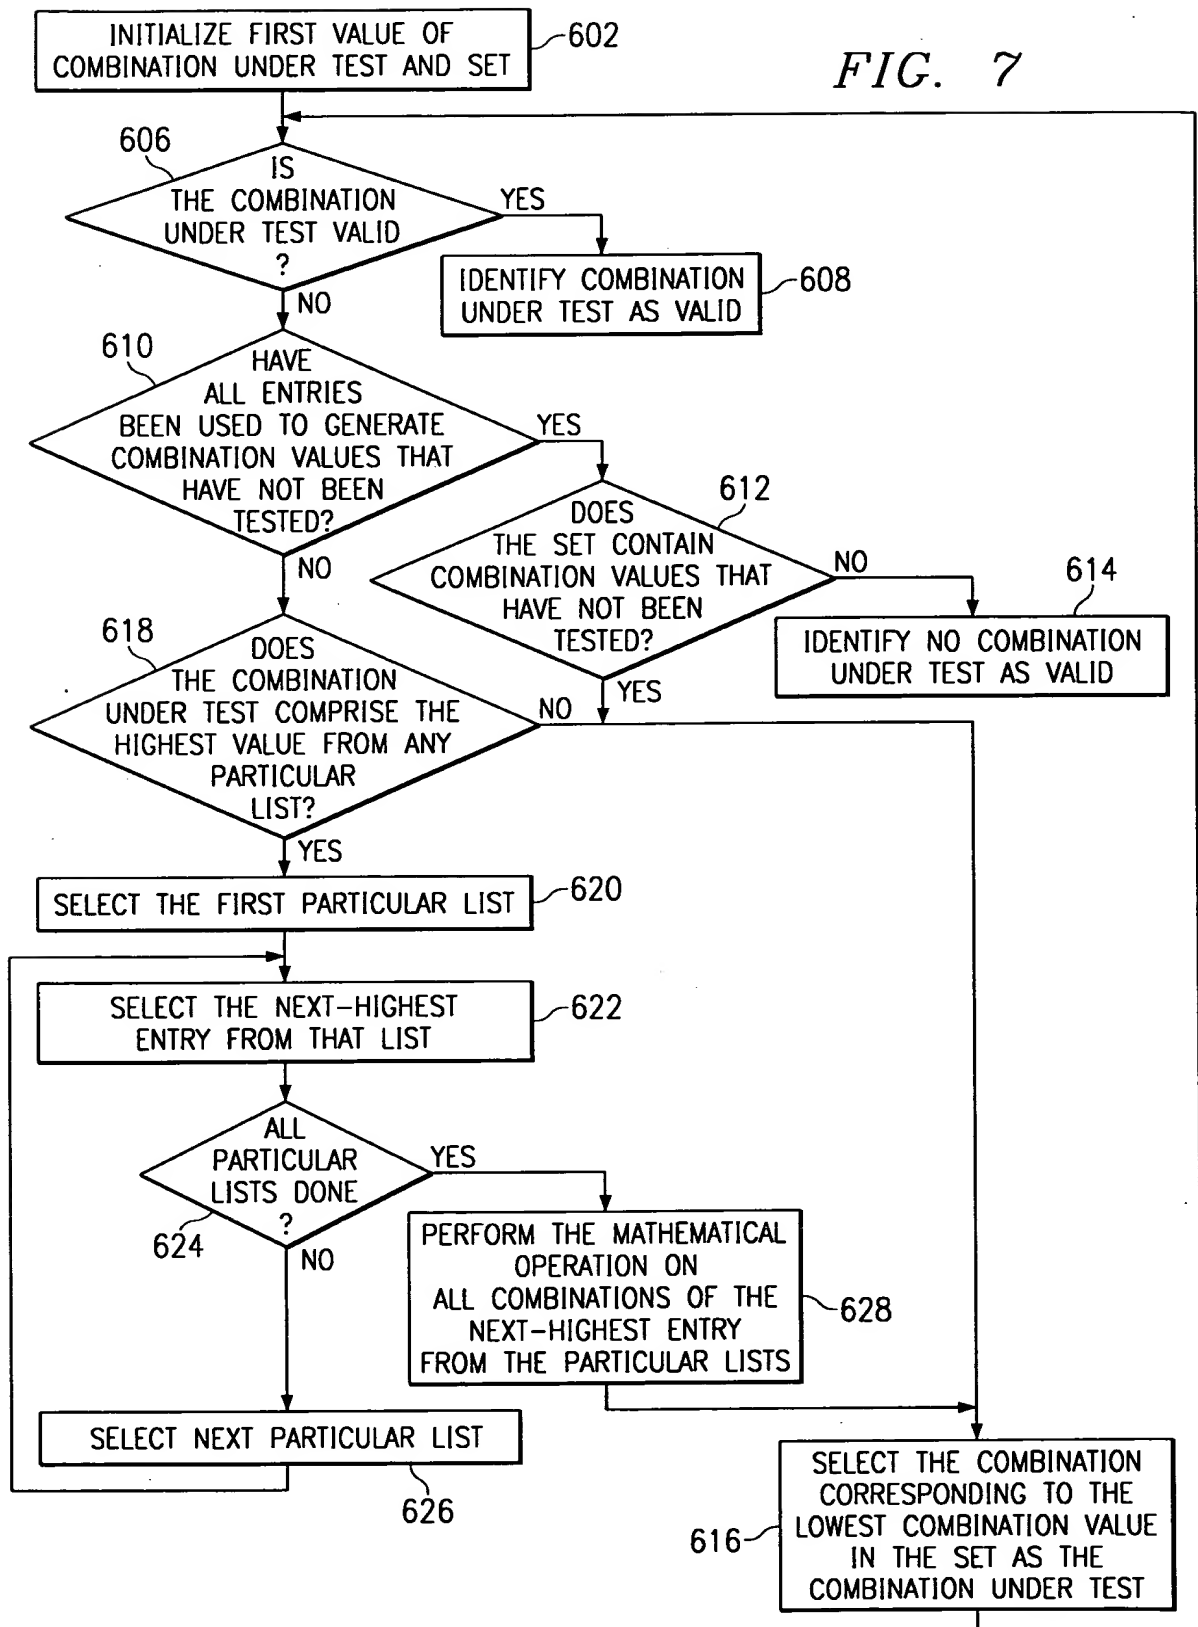 INITIALIZE FIRST VALUE OF
COMBINATION UNDER TEST AND SET
602
FIG. 7
606
IS
THE COMBINATION
UNDER TEST VALID
?
YES
NO
IDENTIFY COMBINATION
UNDER TEST AS VALID
608
610
HAVE
ALL ENTRIES
BEEN USED TO GENERATE
COMBINATION VALUES THAT
HAVE NOT BEEN
TESTED?
YES
NO
612
DOES
THE SET CONTAIN
COMBINATION VALUES THAT
HAVE NOT BEEN
TESTED?
NO
YES
614
IDENTIFY NO COMBINATION
UNDER TEST AS VALID
618
DOES
THE COMBINATION
UNDER TEST COMPRISE THE
HIGHEST VALUE FROM ANY
PARTICULAR
LIST?
NO
YES
SELECT THE FIRST PARTICULAR LIST
620
SELECT THE NEXT-HIGHEST
ENTRY FROM THAT LIST
622
ALL
PARTICULAR
LISTS DONE
?
YES
624
NO
PERFORM THE MATHEMATICAL
OPERATION ON
ALL COMBINATIONS OF THE
NEXT-HIGHEST ENTRY
FROM THE PARTICULAR LISTS
628
SELECT NEXT PARTICULAR LIST
626
SELECT THE COMBINATION
CORRESPONDING TO THE
LOWEST COMBINATION VALUE
IN THE SET AS THE
COMBINATION UNDER TEST
616